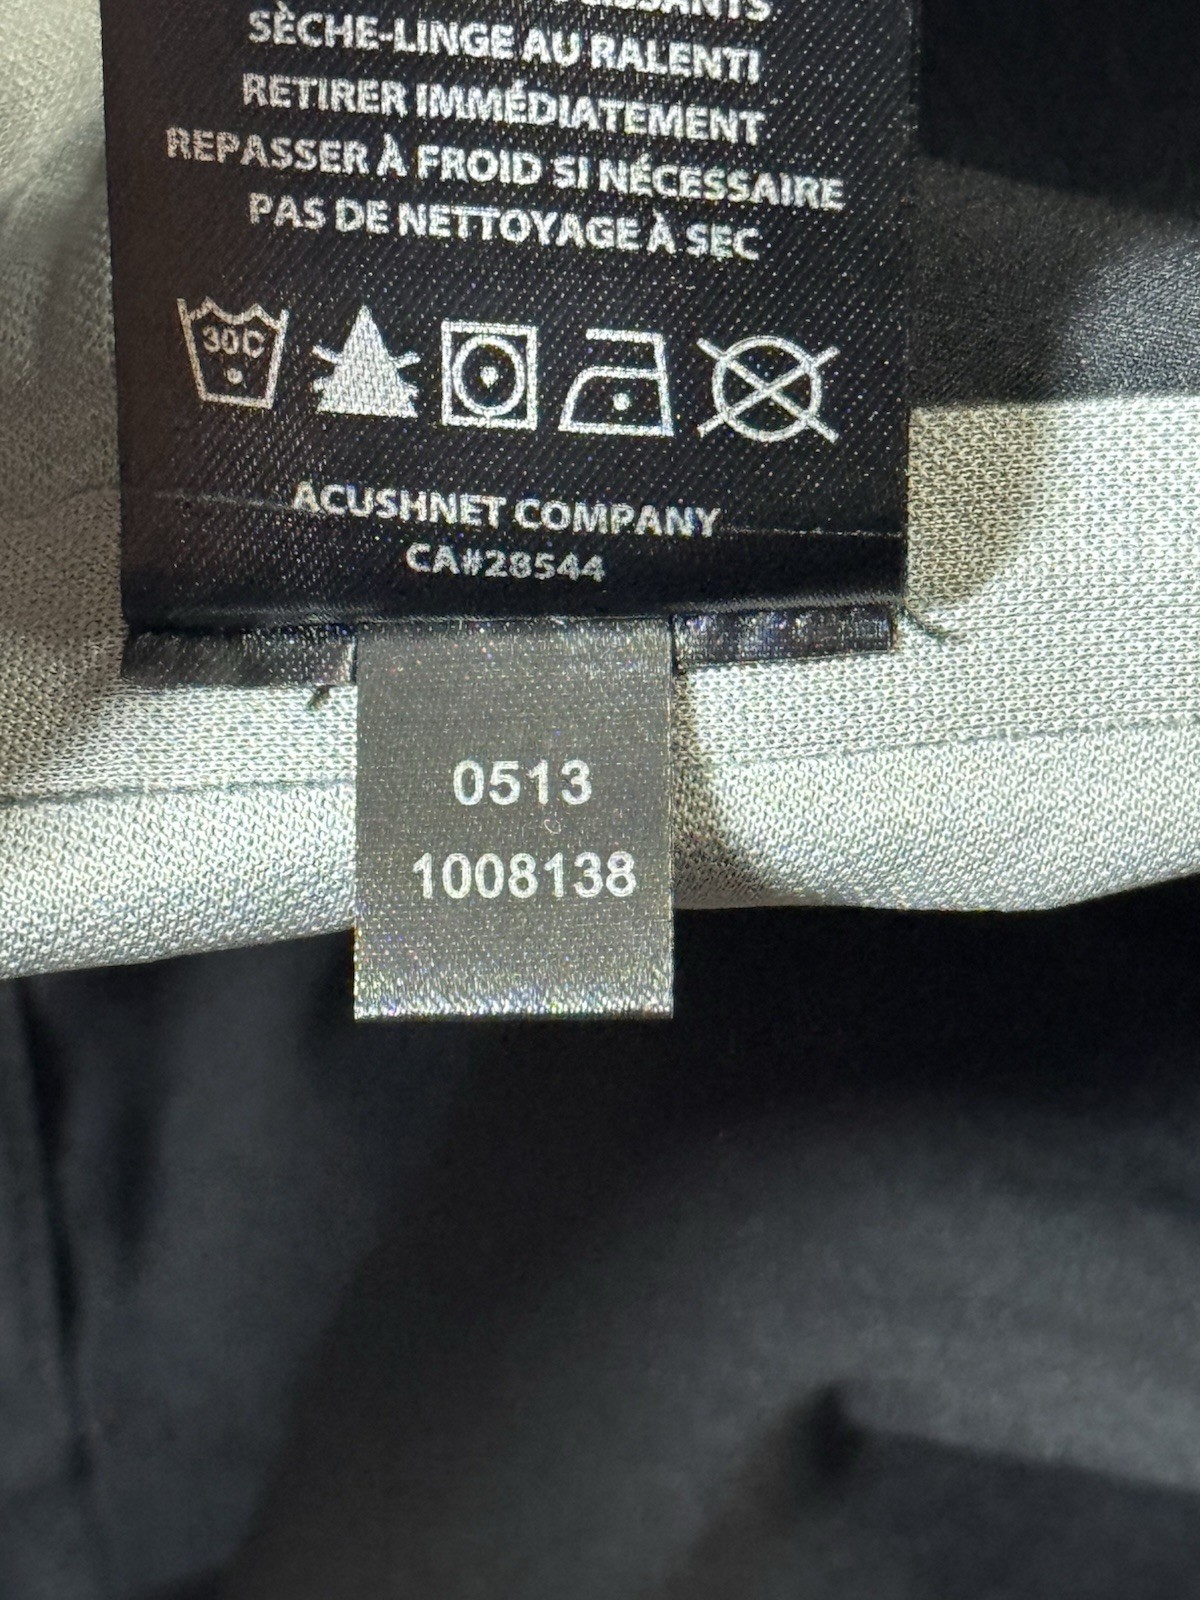 SÈCHE-LINGE AU RALENTI
RETIRER IMMÉDIATEMENT
REPASSER À FROID SI NÉCESSAIRE
PAS DE NETTOYAGE À SEC
30C
ACUSHNET COMPANY
CA#28544
0513
1008138